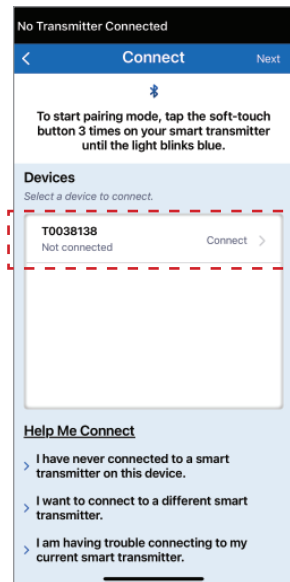 No Transmitter Connected
Connect
Next
To start pairing mode, tap the soft-touch
button 3 times on your smart transmitter
until the light blinks blue.
Devices
Select a device to connect.
T0038138
Not connected
Connect
Help Me Connect
I have never connected to a smart
transmitter on this device.
I want to connect to a different smart
transmitter.
I am having trouble connecting to my
current smart transmitter.